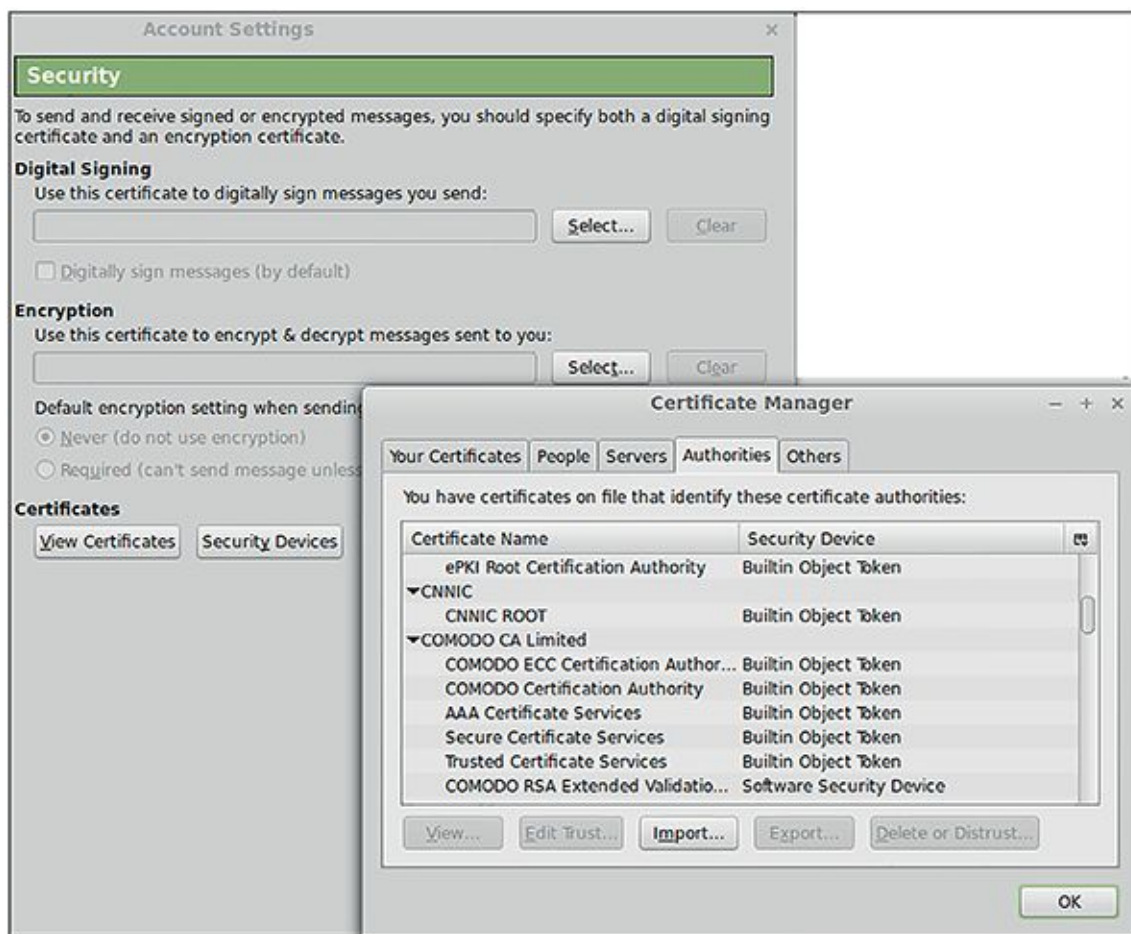 Account Settings
Security
To send and receive signed or encrypted messages, you should specify both a digital signing
certificate and an encryption certificate.
Digital Signing
Use this certificate to digitally sign messages you send:
Select... Clear
Digitally sign messages (by default)
Encryption
Use this certificate to encrypt & decrypt messages sent to you:
Select... Clear
Default encryption setting when sending
Never (do not use encryption)
Required (can't send message unless
Certificates
View Certificates Security Devices
Certificate Manager
Your Certificates People Servers Authorities Others
You have certificates on file that identify these certificate authorities:
Certificate Name Security Device
ePKI Root Certification Authority Builtin Object Token
CNNIC
CNNIC ROOT Builtin Object Token
COMODO CA Limited
COMODO ECC Certification Author... Builtin Object Token
COMODO Certification Authority Builtin Object Token
AAA Certificate Services Builtin Object Token
Secure Certificate Services Builtin Object Token
Trusted Certificate Services Builtin Object Token
COMODO RSA Extended Validatio... Software Security Device
View... Edit Trust... Import... Export... Delete or Distrust...
OK